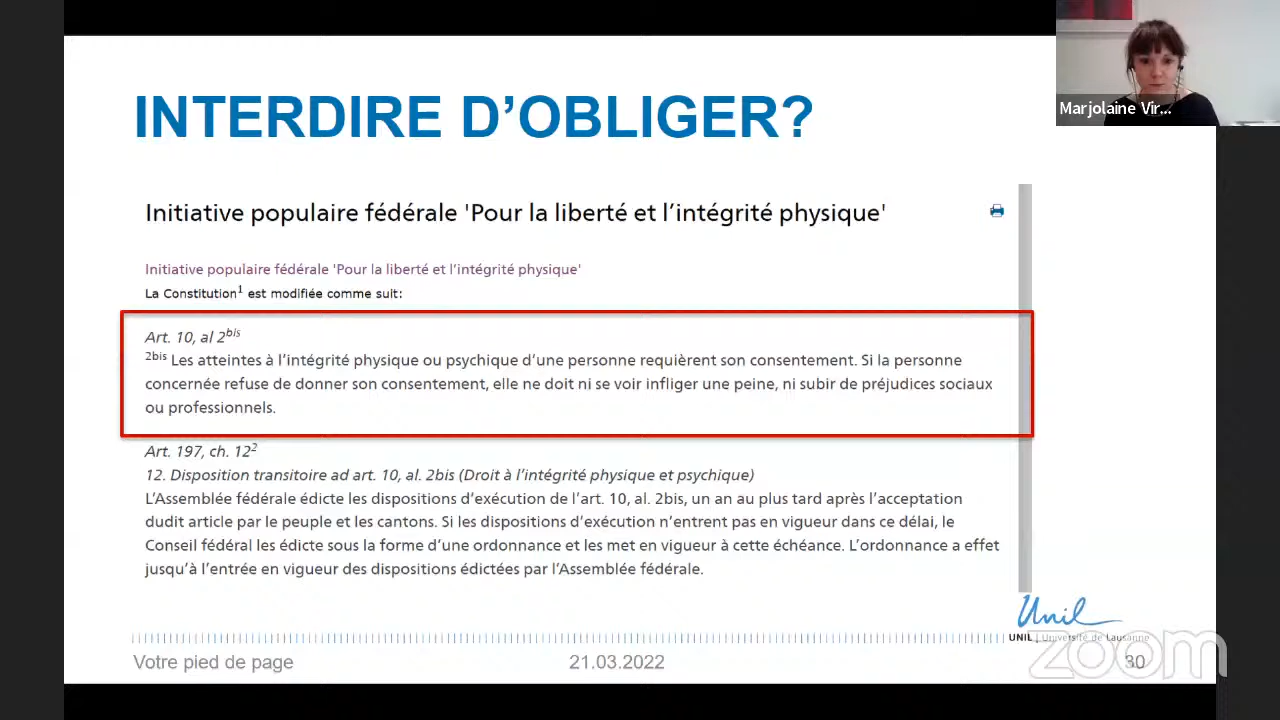 Marjolaine Vir...
INTERDIRE D’OBLIGER?
Initiative populaire fédérale 'Pour la liberté et l’intégrité physique'
Initiative populaire fédérale 'Pour la liberté et l’intégrité physique'
La Constitution¹ est modifiée comme suit:
Art. 10, al 2bis
2bis Les atteintes à l’intégrité physique ou psychique d’une personne requièrent son consentement. Si la personne
concernée refuse de donner son consentement, elle ne doit ni se voir infliger une peine, ni subir de préjudices sociaux
ou professionnels.
Art. 197, ch. 12²
12. Disposition transitoire ad art. 10, al. 2bis (Droit à l’intégrité physique et psychique)
L’Assemblée fédérale édicte les dispositions d’exécution de l’art. 10, al. 2bis, un an au plus tard après l’acceptation
dudit article par le peuple et les cantons. Si les dispositions d’exécution n’entrent pas en vigueur dans ce délai, le
Conseil fédéral les édicte sous la forme d’une ordonnance et les met en vigueur à cette échéance. L’ordonnance a effet
jusqu’à l’entrée en vigueur des dispositions édictées par l’Assemblée fédérale.
Unil
UNIL | Université de Lausanne
Votre pied de page
21.03.2022
30
zoom